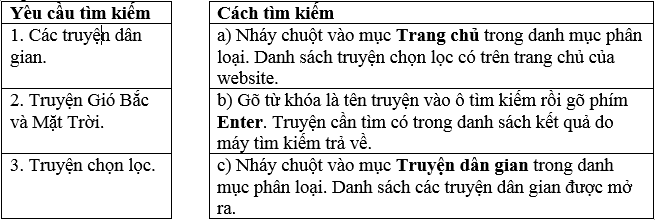 Yêu cầu tìm kiếm
1. Các truyện dân
gian.
2. Truyện Gió Bắc
và Mặt Trời.
3. Truyện chọn lọc.
Cách tìm kiếm
a) Nháy chuột vào mục Trang chủ trong danh mục phân
loại. Danh sách truyện chọn lọc có trên trang chủ của
website.
b) Gõ từ khóa là tên truyện vào ô tìm kiếm rồi gõ phím
Enter. Truyện cần tìm có trong danh sách kết quả do
máy tìm kiếm trả về.
c) Nháy chuột vào mục Truyện dân gian trong danh
mục phân loại. Danh sách các truyện dân gian được mở
ra.